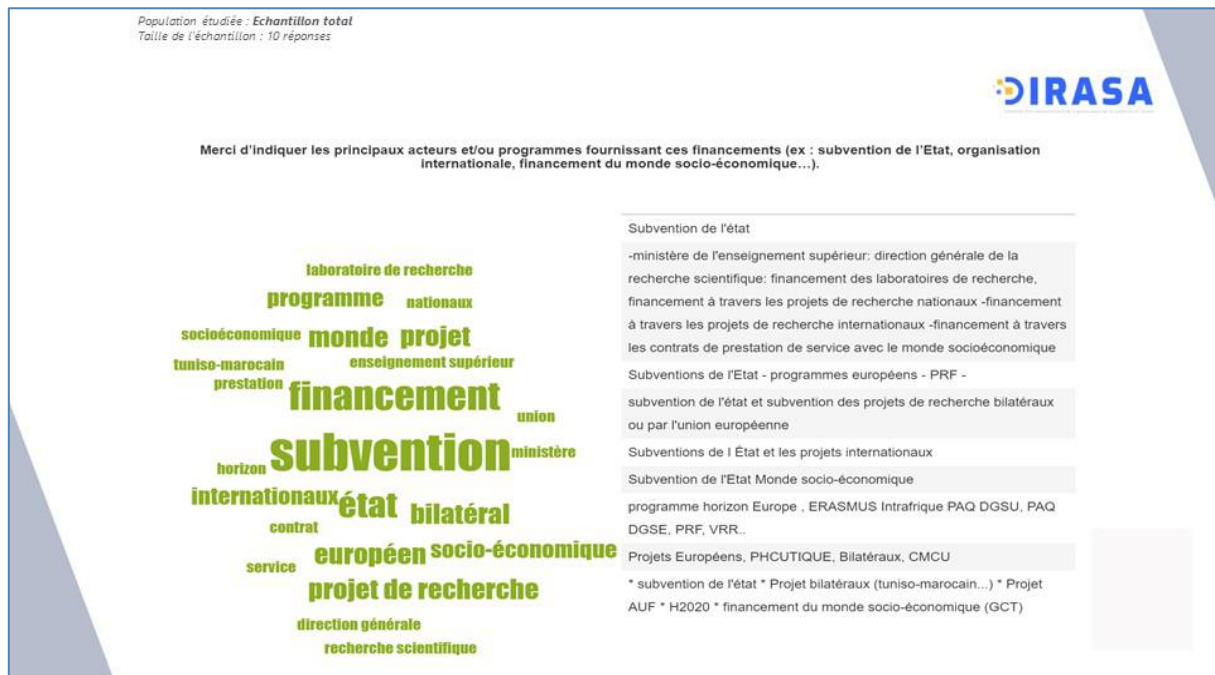 Population étudiée : Echantillon total
Taille de l'échantillon : 10 réponses
DIRASA
Merci d'indiquer les principaux acteurs et/ou programmes fournissant ces financements (ex : subvention de l'Etat, organisation
internationale, financement du monde socio-économique…).
laboratoire de recherche
programme
nationaux
socioéconomique
monde
projet
tuniso-marocain
enseignement supérieur
prestation
financement
union
subvention
ministère
horizon
internationaux
état
bilatéral
contrat
européen
socio-économique
service
projet de recherche
direction générale
recherche scientifique
Subvention de l'état
-ministère de l'enseignement supérieur: direction générale de la
recherche scientifique: financement des laboratoires de recherche,
financement à travers les projets de recherche nationaux -financement
à travers les projets de recherche internationaux -financement à travers
les contrats de prestation de service avec le monde socioéconomique
Subventions de l'Etat - programmes européens - PRF -
subvention de l'état et subvention des projets de recherche bilatéraux
ou par l'union européenne
Subventions de l État et les projets internationaux
Subvention de l'Etat Monde socio-économique
programme horizon Europe , ERASMUS Intrafrique PAQ DGSU, PAQ
DGSE, PRF, VRR..
Projets Européens, PHCUTIQUE, Bilatéraux, CMCU
* subvention de l'état * Projet bilatéraux (tuniso-marocain...) * Projet
AUF * H2020 * financement du monde socio-économique (GCT)